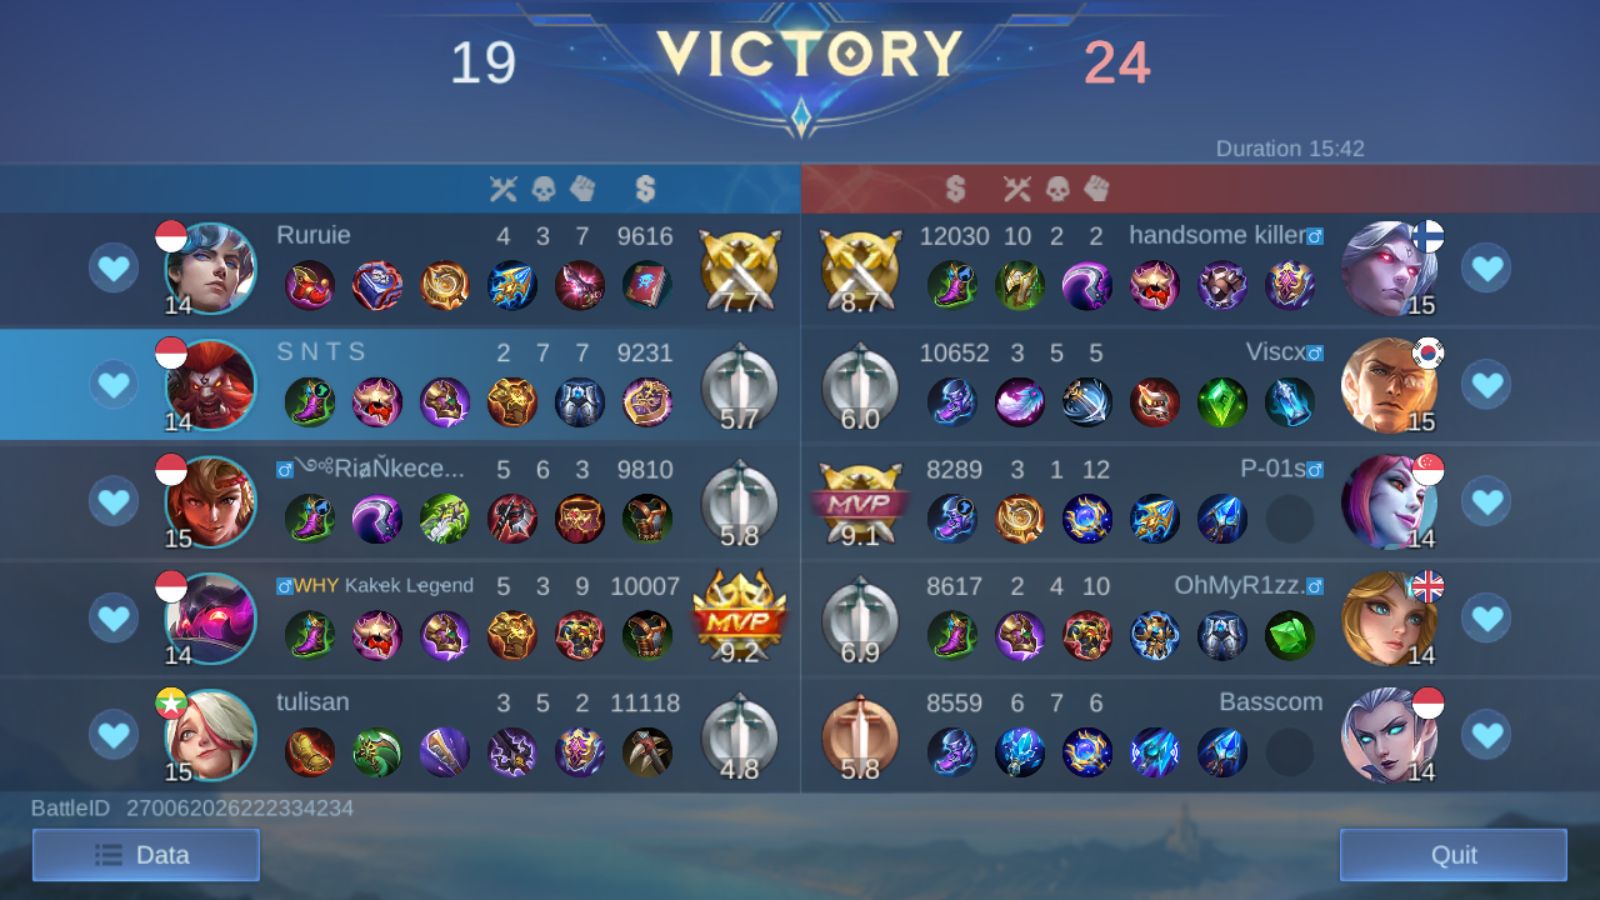 19 VICTORY 24
Duration 15:42
Ruruie 4 3 7 9616 7.7 14
8.7 12030 10 2 2 handsome killer 15
S N T S 2 7 7 9231 5.7 14
6.0 10652 3 5 5 Viscx 15
5 6 3 9810 5.8 15
MVP 9.1 8289 3 1 12 P-01s 14
WHY Kakek Legend 5 3 9 10007 MVP 9.2 14
6.9 8617 2 4 10 OhMyR1zz. 14
tulisan 3 5 2 11118 4.8 15
5.8 8559 6 7 6 Basscom 14
BattleID 270062026222334234
Data
Quit